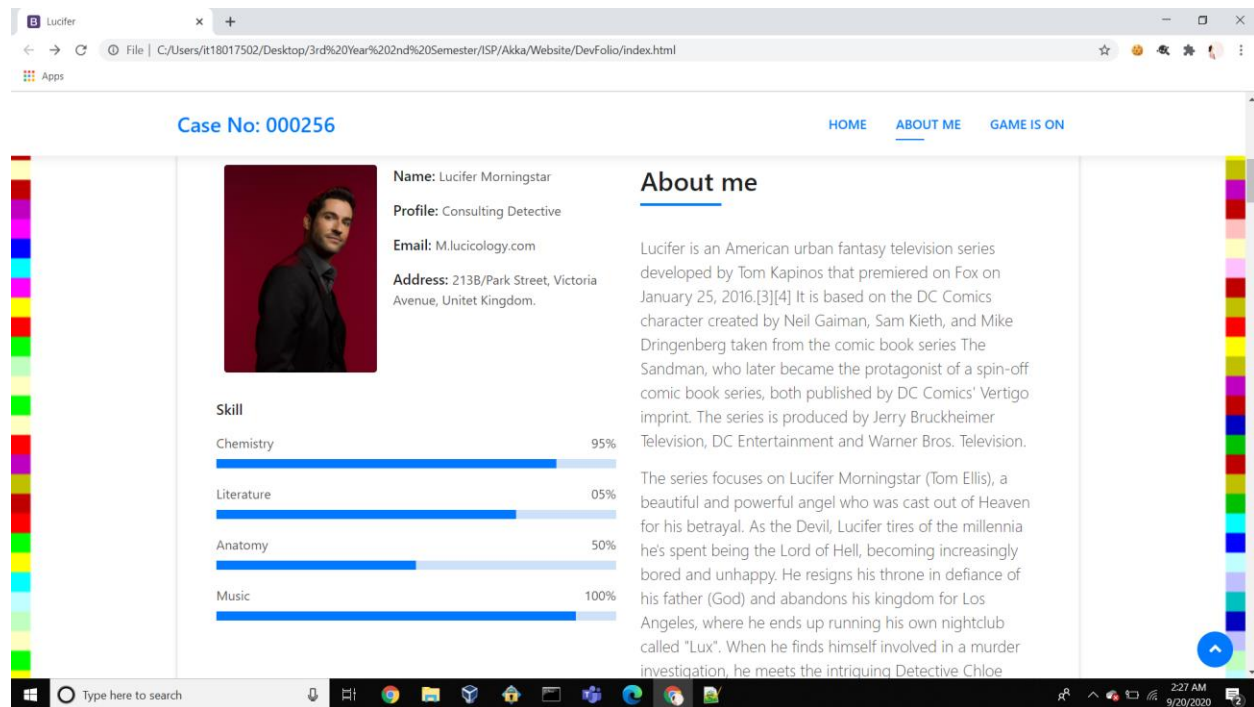 Lucifer
File | C:/Users/it18017502/Desktop/3rd%20Year%202nd%20Semester/ISP/Akka/Website/DevFolio/index.html
Apps
Case No: 000256
HOME ABOUT ME GAME IS ON
Name: Lucifer Morningstar
Profile: Consulting Detective
Email: M.lucicology.com
Address: 213B/Park Street, Victoria
Avenue, Unitet Kingdom.
Skill
Chemistry 95%
Literature 05%
Anatomy 50%
Music 100%
About me
Lucifer is an American urban fantasy television series
developed by Tom Kapinos that premiered on Fox on
January 25, 2016.[3][4] It is based on the DC Comics
character created by Neil Gaiman, Sam Kieth, and Mike
Dringenberg taken from the comic book series The
Sandman, who later became the protagonist of a spin-off
comic book series, both published by DC Comics' Vertigo
imprint. The series is produced by Jerry Bruckheimer
Television, DC Entertainment and Warner Bros. Television.
The series focuses on Lucifer Morningstar (Tom Ellis), a
beautiful and powerful angel who was cast out of Heaven
for his betrayal. As the Devil, Lucifer tires of the millennia
he's spent being the Lord of Hell, becoming increasingly
bored and unhappy. He resigns his throne in defiance of
his father (God) and abandons his kingdom for Los
Angeles, where he ends up running his own nightclub
called "Lux". When he finds himself involved in a murder
investigation, he meets the intriguing Detective Chloe
Type here to search
2:27 AM
9/20/2020